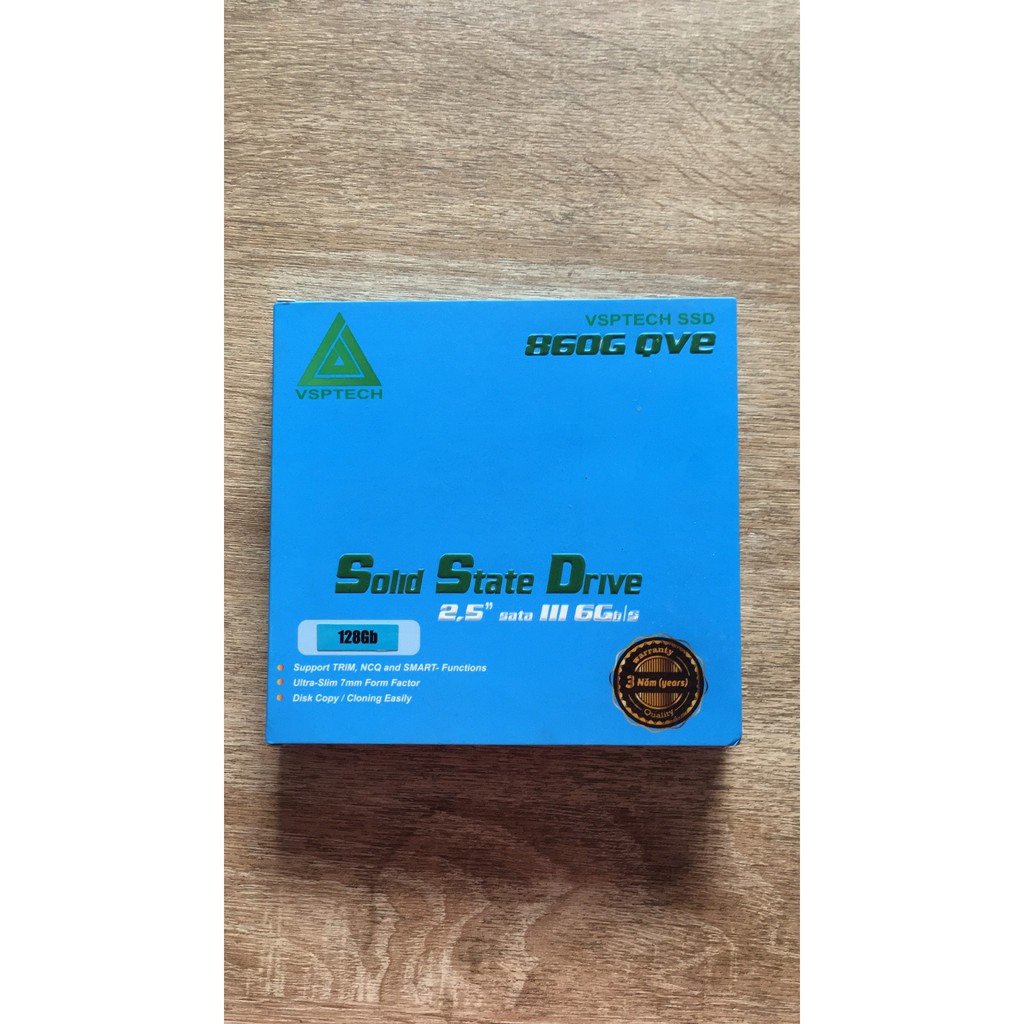 VSPTECH
VSPTECH SSD
860G QVE
Solid State Drive
2,5” sata III 6Gb/s
128Gb
Support TRIM, NCQ and SMART- Functions
Ultra-Slim 7mm Form Factor
Disk Copy / Cloning Easily
Warranty
3 Năm (years)
Quality